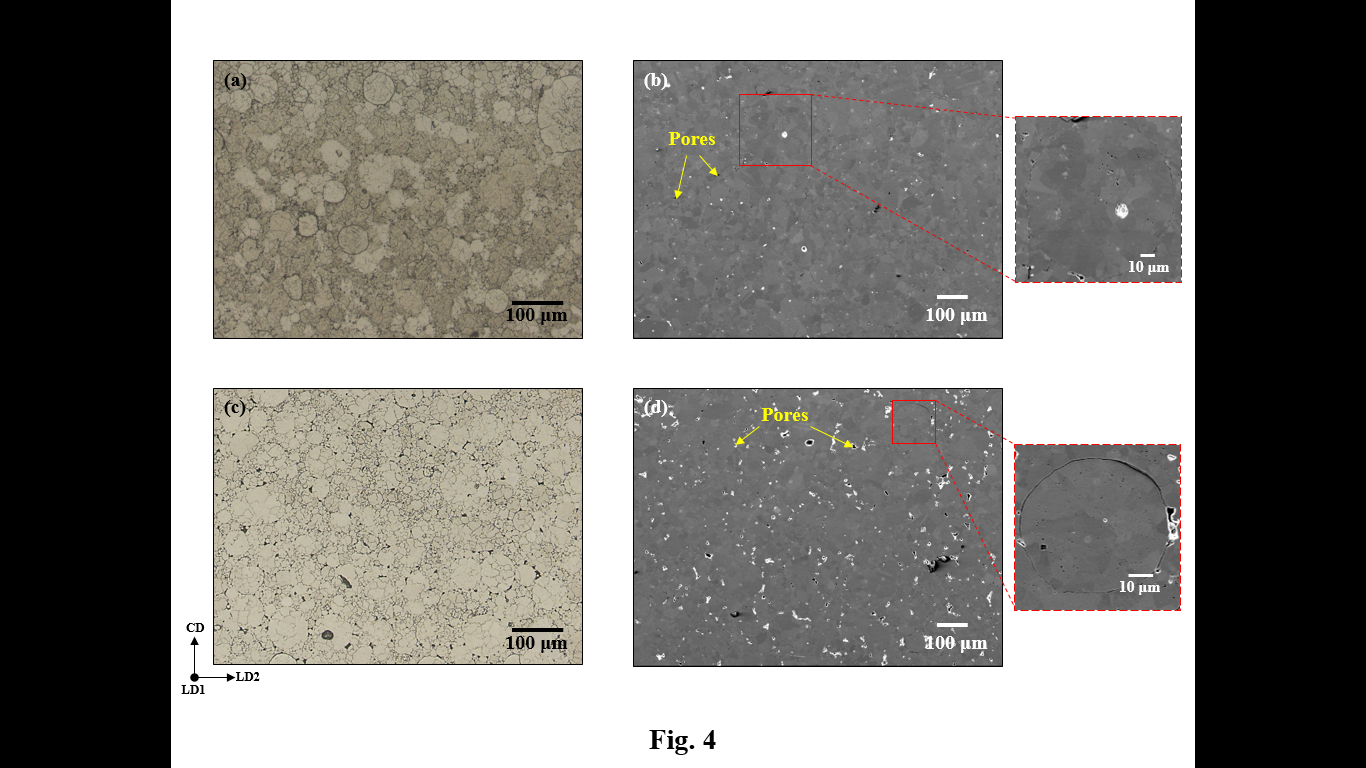 (a)
100 μm
(b)
Pores
100 μm
10 μm
(c)
100 μm
(d)
Pores
100 μm
10 μm
CD
LD1
LD2
Fig. 4